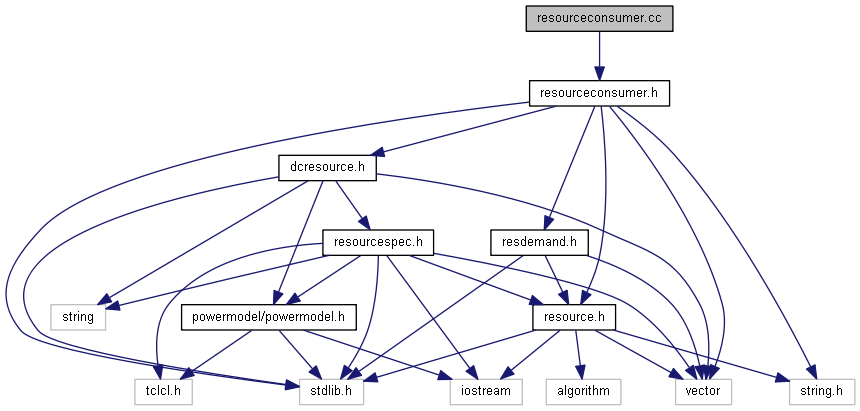 resourceconsumer.cc
resourceconsumer.h
dcresource.h
resourcespec.h
resdemand.h
string
powermodel/powermodel.h
resource.h
tclcl.h
stdlib.h
iostream
algorithm
vector
string.h